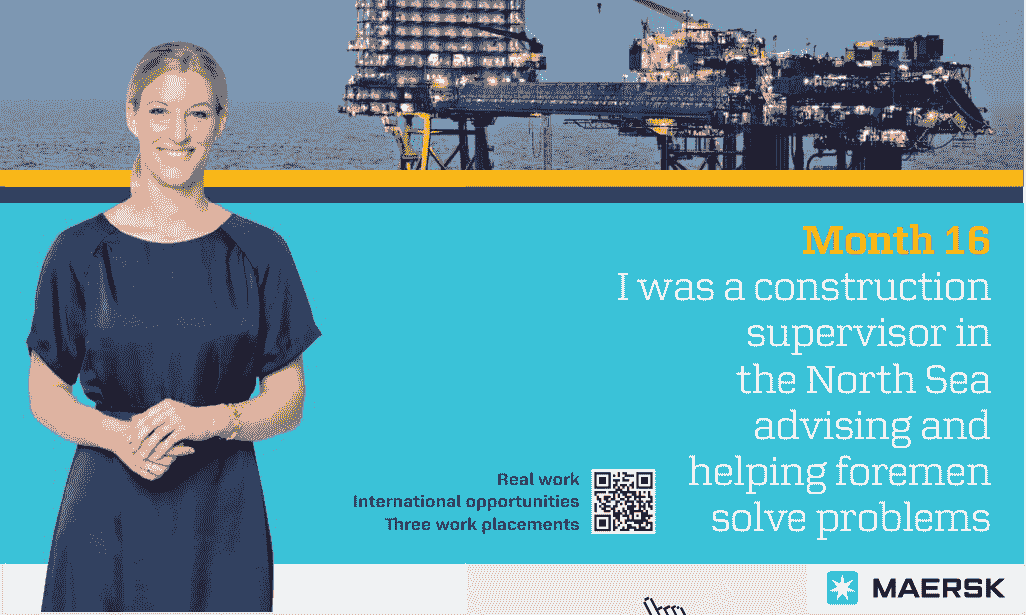 Month 16
I was a construction
supervisor in
the North Sea
advising and
helping foremen
solve problems
Real work
International opportunities
Three work placements
MAERSK